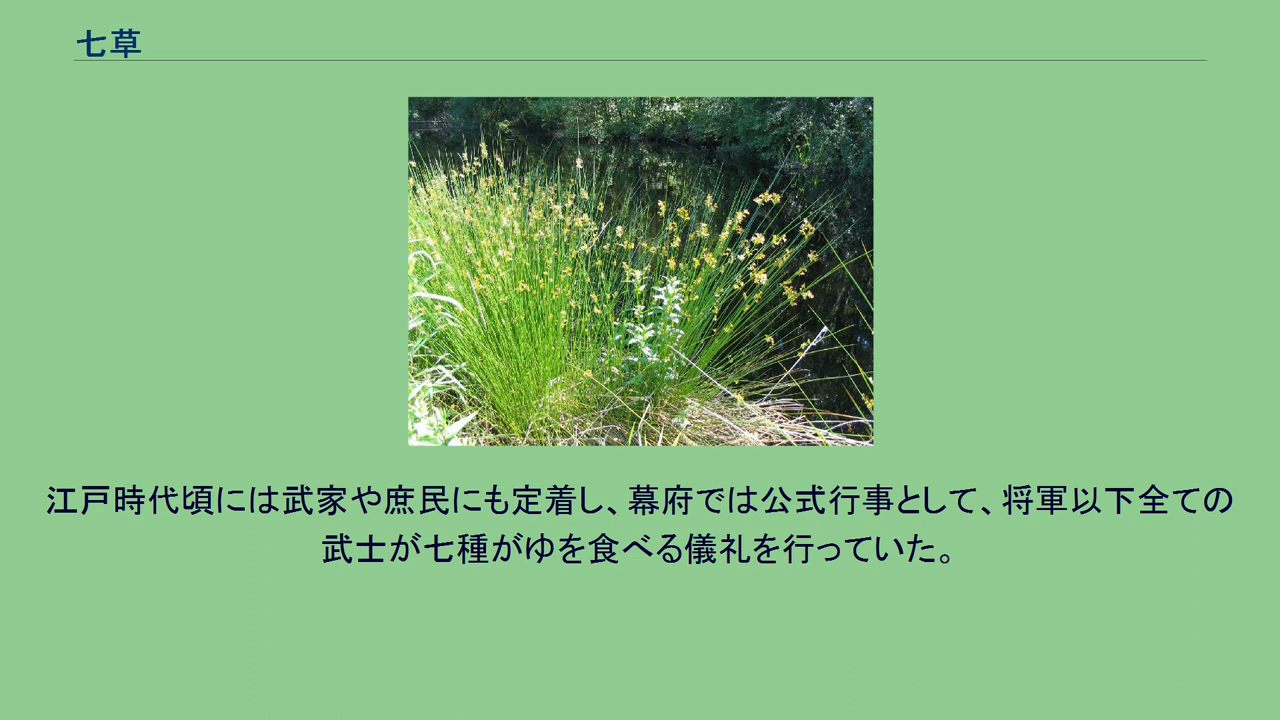 七草
江戸時代頃には武家や庶民にも定着し、幕府では公式行事として、将軍以下全ての
武士が七種がゆを食べる儀礼を行っていた。